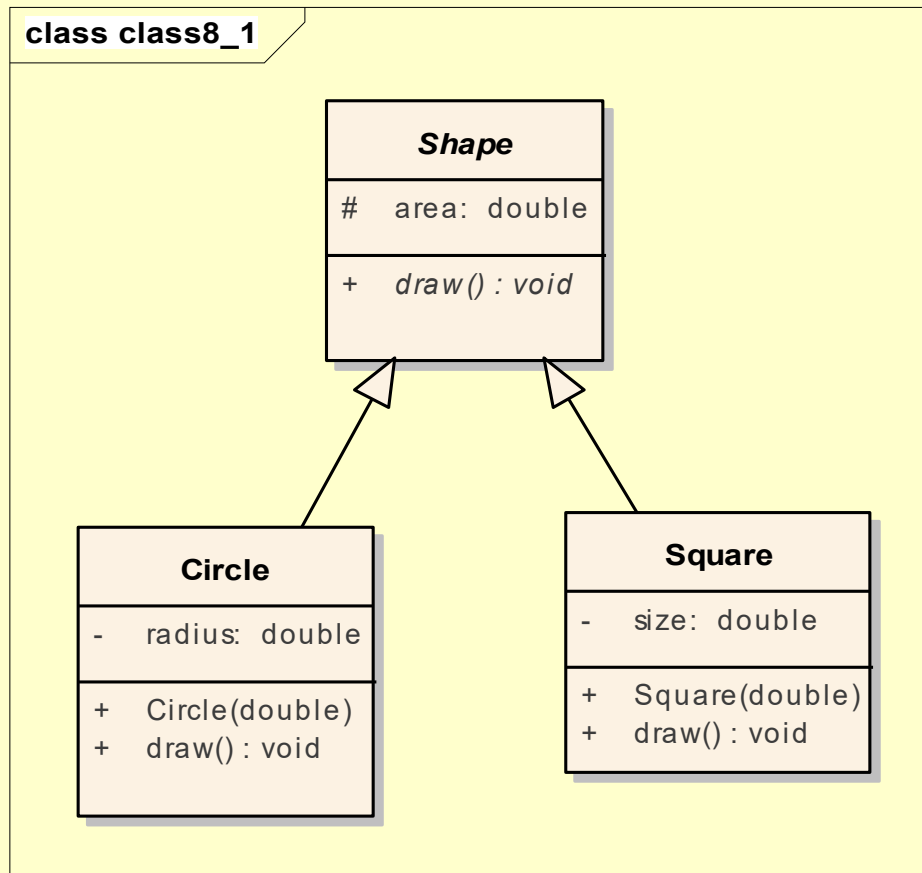 class class8_1
Shape
# area: double
+ draw() : void
Circle
- radius: double
+ Circle(double)
+ draw() : void
Square
- size: double
+ Square(double)
+ draw() : void